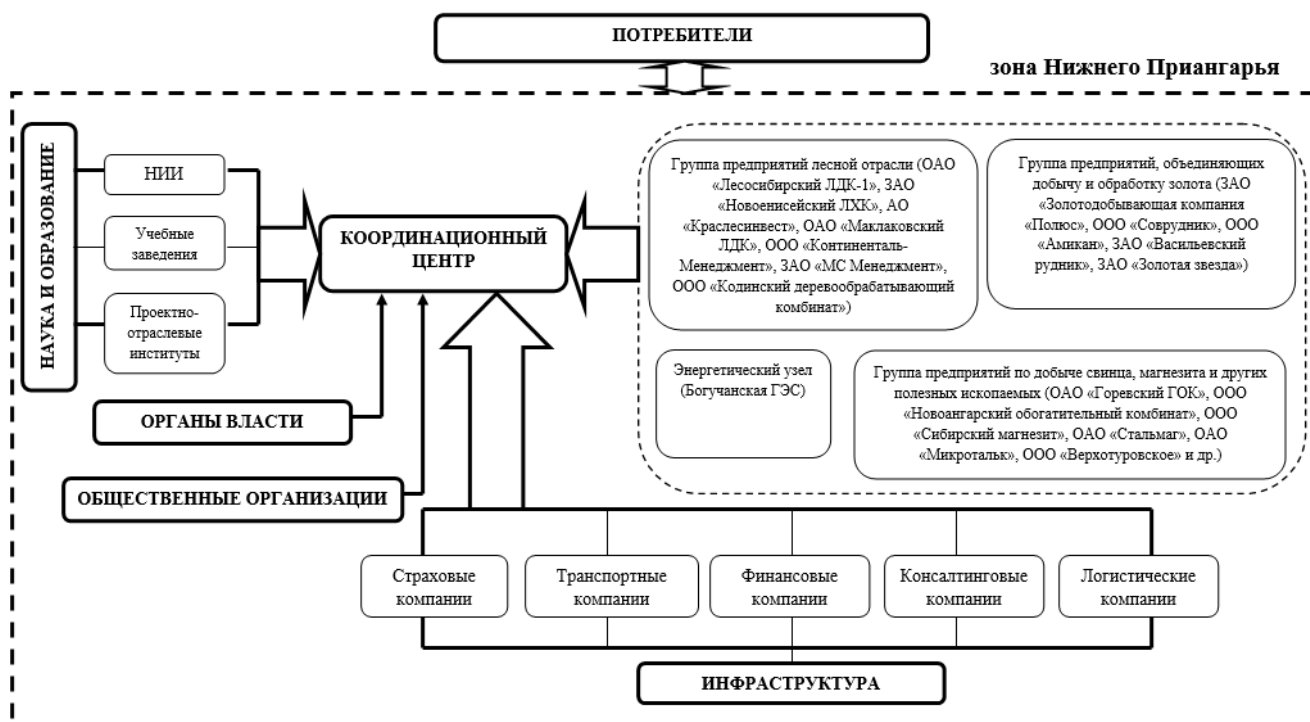 ПОТРЕБИТЕЛИ
зона Нижнего Приангарья
НАУКА И ОБРАЗОВАНИЕ
НИИ
Учебные
заведения
Проектно-
отраслевые
институты
КООРДИНАЦИОННЫЙ
ЦЕНТР
Группа предприятий лесной отрасли (ОАО
«Лесосибирский ЛДК-1», ЗАО
«Новоенисейский ЛХК», АО
«Краслесинвест», ОАО «Маклаковский
ЛДК», ООО «Континенталь-
Менеджмент», ЗАО «МС Менеджмент»,
ООО «Кодинский деревообрабатывающий
комбинат»)
Группа предприятий, объединяющих
добычу и обработку золота (ЗАО
«Золотодобывающая компания
«Полюс», ООО «Соврудник», ООО
«Амикан», ЗАО «Васильевский
рудник», ЗАО «Золотая звезда»)
Энергетический узел
(Богучанская ГЭС)
Группа предприятий по добыче свинца, магнезита и других
полезных ископаемых (ОАО «Горевский ГОК», ООО
«Новоангарский обогатительный комбинат», ООО
«Сибирский магнезит», ОАО «Стальмаг», ОАО
«Микротальк», ООО «Верхотуровское» и др.)
ОРГАНЫ ВЛАСТИ
ОБЩЕСТВЕННЫЕ ОРГАНИЗАЦИИ
Страховые
компании
Транспортные
компании
Финансовые
компании
Консалтинговые
компании
Логистические
компании
ИНФРАСТРУКТУРА